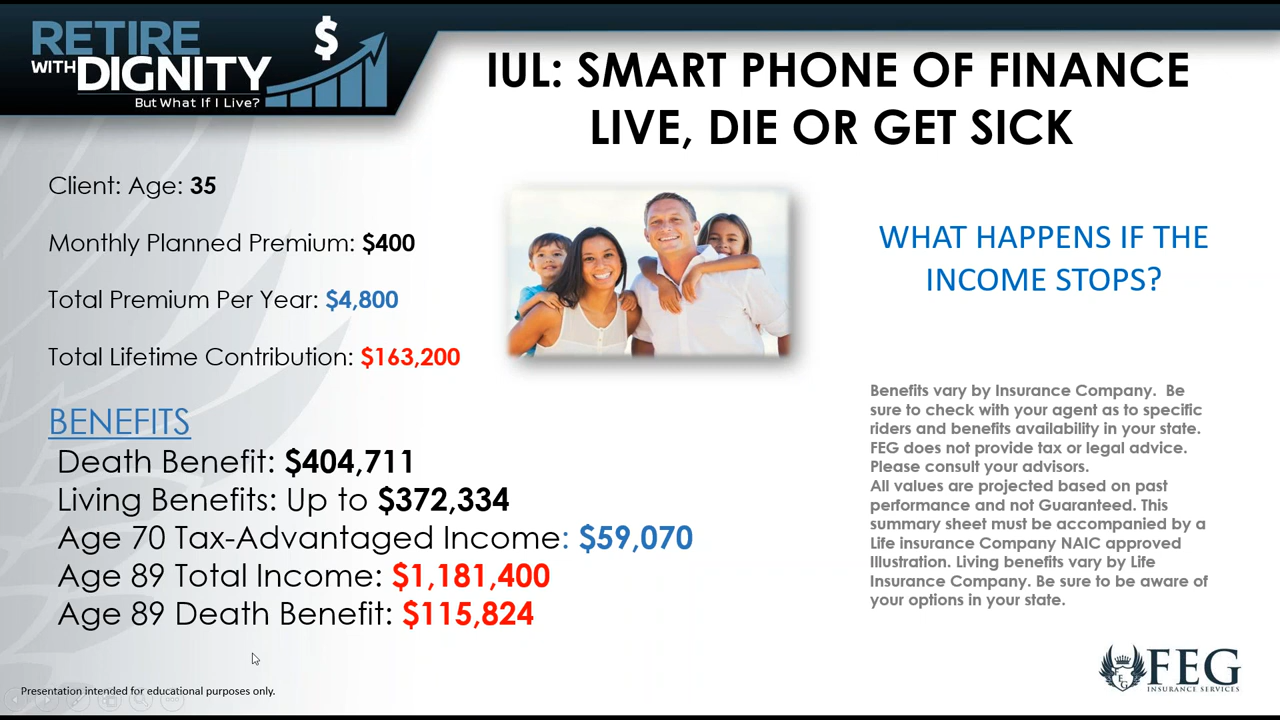 RETIRE
WITH DIGNITY
But What If I Live?
$
IUL: SMART PHONE OF FINANCE
LIVE, DIE OR GET SICK
Client: Age: 35
Monthly Planned Premium: $400
Total Premium Per Year: $4,800
Total Lifetime Contribution: $163,200
BENEFITS
Death Benefit: $404,711
Living Benefits: Up to $372,334
Age 70 Tax-Advantaged Income: $59,070
Age 89 Total Income: $1,181,400
Age 89 Death Benefit: $115,824
WHAT HAPPENS IF THE
INCOME STOPS?
Benefits vary by Insurance Company.  Be
sure to check with your agent as to specific
riders and benefits availability in your state.
FEG does not provide tax or legal advice.
Please consult your advisors.
All values are projected based on past
performance and not Guaranteed. This
summary sheet must be accompanied by a
Life insurance Company NAIC approved
Illustration. Living benefits vary by Life
Insurance Company. Be sure to be aware of
your options in your state.
Presentation intended for educational purposes only.
FEG
INSURANCE SERVICES